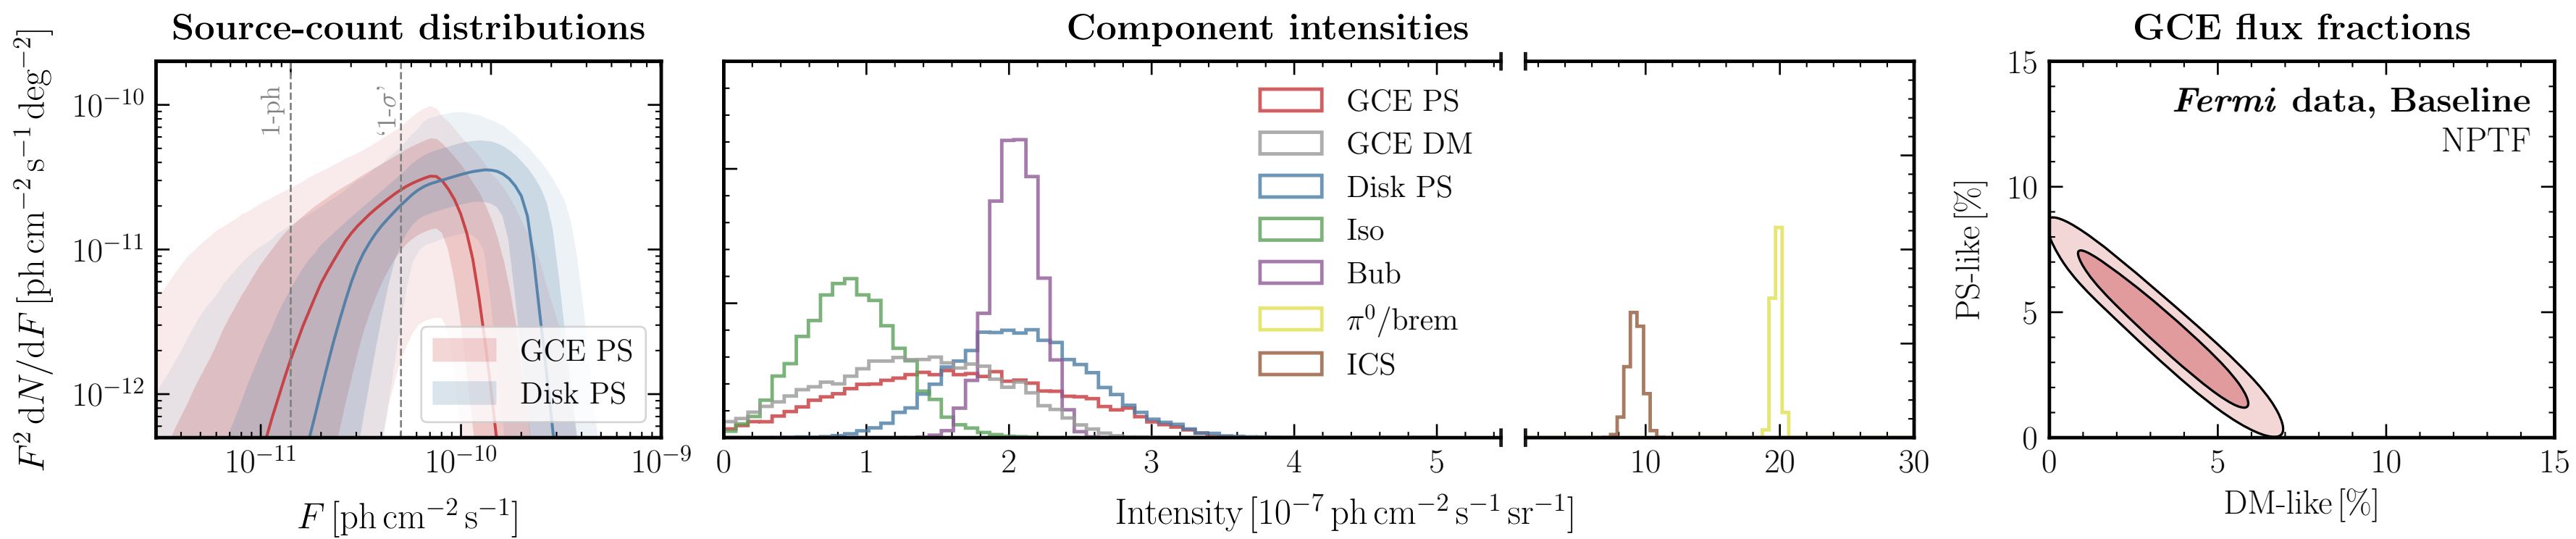 Source-count distributions
F² dN/dF [ph cm⁻² s⁻¹ deg⁻²]
10⁻¹⁰
10⁻¹¹
10⁻¹²
1-ph
‘1-σ’
GCE PS
Disk PS
10⁻¹¹ 10⁻¹⁰ 10⁻⁹
F [ph cm⁻² s⁻¹]
Component intensities
GCE PS
GCE DM
Disk PS
Iso
Bub
π⁰/brem
ICS
0 1 2 3 4 5 10 20 30
Intensity [10⁻⁷ ph cm⁻² s⁻¹ sr⁻¹]
GCE flux fractions
Fermi data, Baseline
NPTF
PS-like [%]
15
10
5
0
0 5 10 15
DM-like [%]